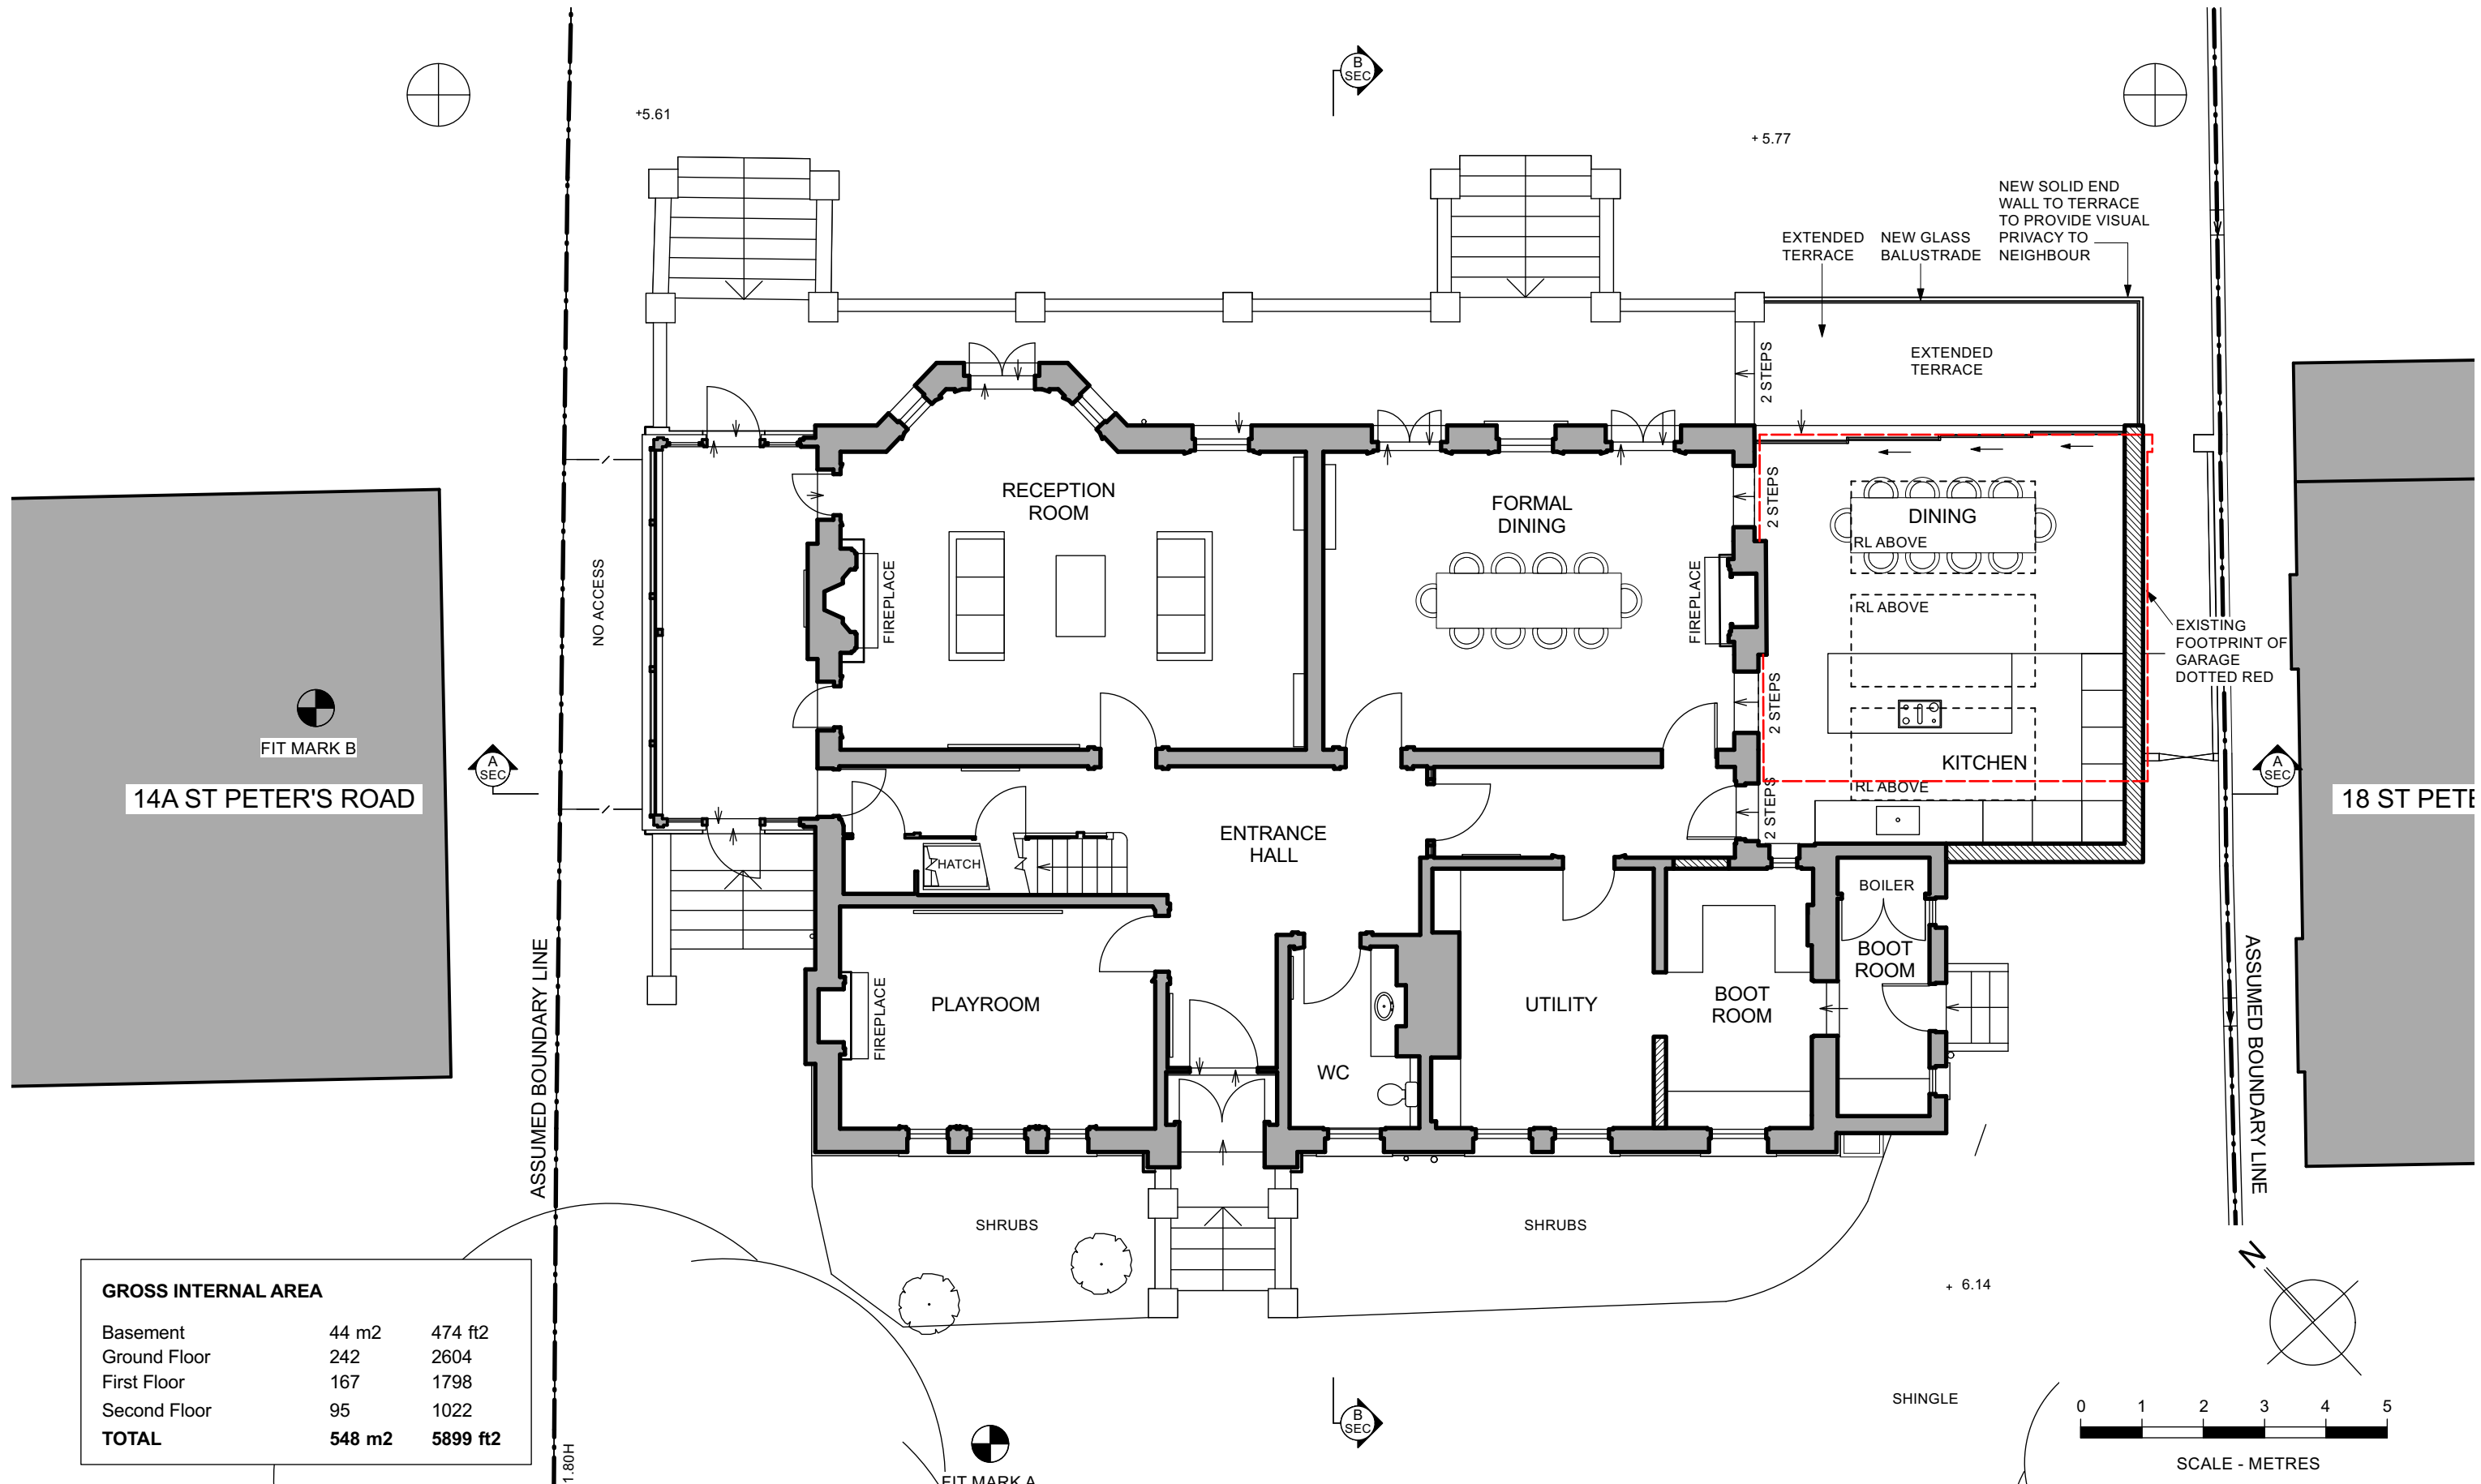 B
SEC
+5.61
+ 5.77
NEW SOLID END
WALL TO TERRACE
TO PROVIDE VISUAL
PRIVACY TO
NEIGHBOUR
EXTENDED
TERRACE
NEW GLASS
BALUSTRADE
EXTENDED
TERRACE
2 STEPS
RECEPTION
ROOM
FORMAL
DINING
2 STEPS
DINING
RL ABOVE
NO ACCESS
FIREPLACE
FIREPLACE
RL ABOVE
EXISTING
FOOTPRINT OF
GARAGE
DOTTED RED
2 STEPS
FIT MARK B
A
SEC
14A ST PETER'S ROAD
KITCHEN
RL ABOVE
A
SEC
18 ST PETE
2 STEPS
ENTRANCE
HALL
HATCH
BOILER
BOOT
ROOM
ASSUMED BOUNDARY LINE
ASSUMED BOUNDARY LINE
FIREPLACE
PLAYROOM
UTILITY
BOOT
ROOM
WC
SHRUBS
SHRUBS
N
+ 6.14
GROSS INTERNAL AREA
Basement 44 m2 474 ft2
Ground Floor 242 2604
First Floor 167 1798
Second Floor 95 1022
TOTAL 548 m2 5899 ft2
1.80H
B
SEC
FIT MARK A
SHINGLE
0 1 2 3 4 5
SCALE - METRES